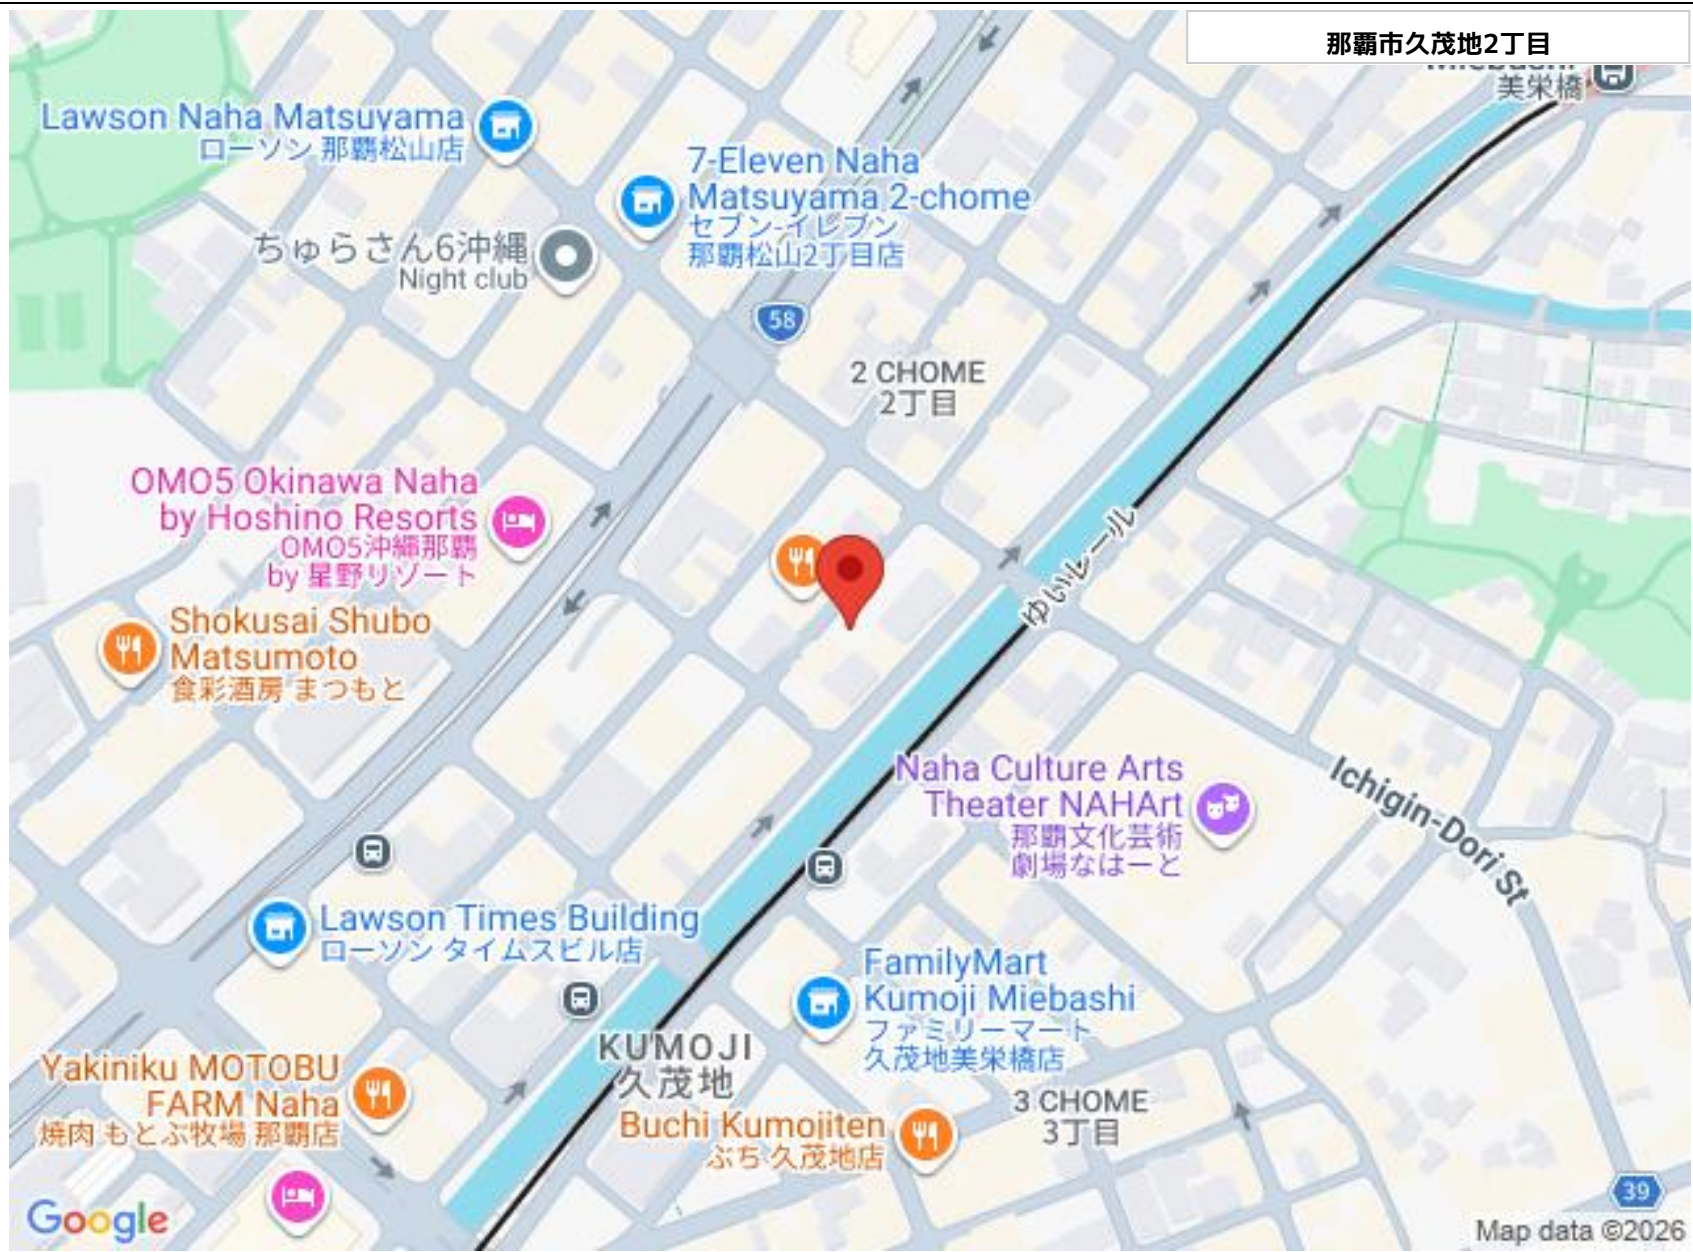 那覇市久茂地2丁目
美栄橋
Lawson Naha Matsuyama
ローソン 那覇松山店
7-Eleven Naha
Matsuyama 2-chome
セブン-イレブン
那覇松山2丁目店
ちゅらさん6沖縄
Night club
58
2 CHOME
2丁目
OMO5 Okinawa Naha
by Hoshino Resorts
OMO5沖縄那覇
by 星野リゾート
ゆいレール
Shokusai Shubo
Matsumoto
食彩酒房 まつもと
Naha Culture Arts
Theater NAHArt
那覇文化芸術
劇場なはーと
Ichigin-Dori St
Lawson Times Building
ローソン タイムスビル店
FamilyMart
Kumoji Miebashi
ファミリーマート
久茂地美栄橋店
KUMOJI
久茂地
Yakiniku MOTOBU
FARM Naha
焼肉 もとぶ牧場 那覇店
Buchi Kumojiten
ぶち 久茂地店
3 CHOME
3丁目
39
Google
Map data ©2026